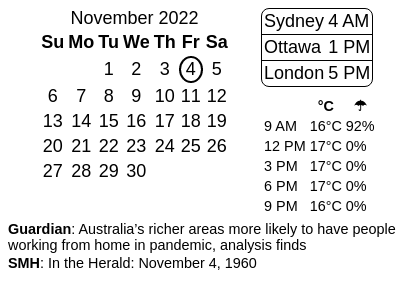 November 2022
Su Mo Tu We Th Fr Sa
1 2 3 4 5
6 7 8 9 10 11 12
13 14 15 16 17 18 19
20 21 22 23 24 25 26
27 28 29 30
Sydney 4 AM
Ottawa 1 PM
London 5 PM
°C ☂
9 AM 16°C 92%
12 PM 17°C 0%
3 PM 17°C 0%
6 PM 17°C 0%
9 PM 16°C 0%
Guardian: Australia’s richer areas more likely to have people
working from home in pandemic, analysis finds
SMH: In the Herald: November 4, 1960